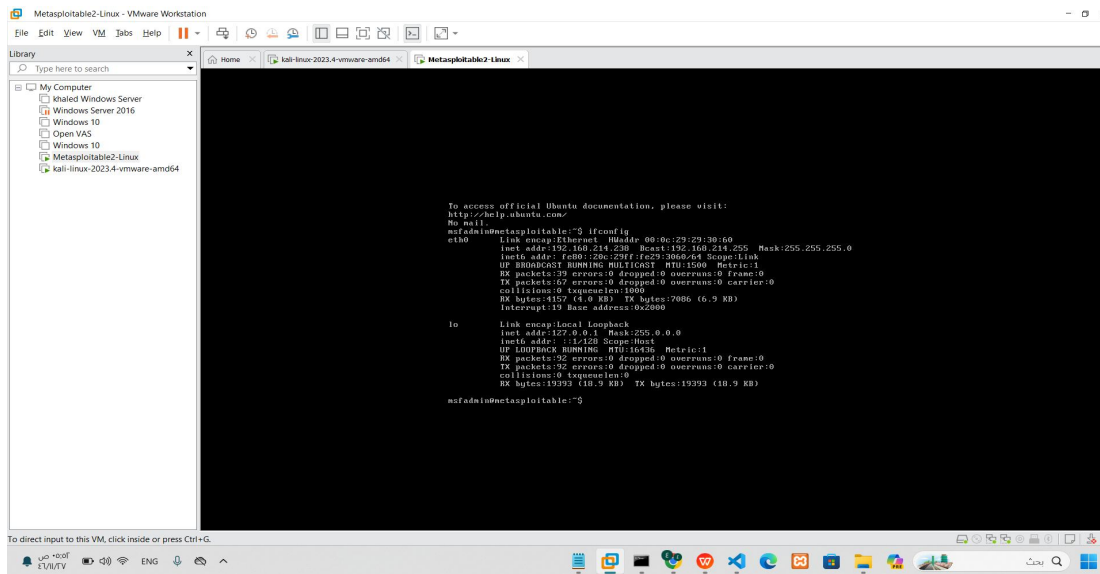 Metasploitable2-Linux - VMware Workstation
File Edit View VM Tabs Help
Library
Type here to search
My Computer
khaled Windows Server
Windows Server 2016
Windows 10
Open VAS
Windows 10
Metasploitable2-Linux
kali-linux-2023.4-vmware-amd64
Home
kali-linux-2023.4-vmware-amd64
Metasploitable2-Linux
To access official Ubuntu documentation, please visit:
http://help.ubuntu.com/
No mail.
msfadmin@metasploitable:~$ ifconfig
eth0 Link encap:Ethernet HWaddr 00:0c:29:29:30:60
inet addr:192.168.214.238 Bcast:192.168.214.255 Mask:255.255.255.0
inet6 addr: fe80::20c:29ff:fe29:3060/64 Scope:Link
UP BROADCAST RUNNING MULTICAST MTU:1500 Metric:1
RX packets:39 errors:0 dropped:0 overruns:0 frame:0
TX packets:67 errors:0 dropped:0 overruns:0 carrier:0
collisions:0 txqueuelen:1000
RX bytes:4157 (4.0 KB) TX bytes:7086 (6.9 KB)
Interrupt:19 Base address:0x2000
lo Link encap:Local Loopback
inet addr:127.0.0.1 Mask:255.0.0.0
inet6 addr: ::1/128 Scope:Host
UP LOOPBACK RUNNING MTU:16436 Metric:1
RX packets:92 errors:0 dropped:0 overruns:0 frame:0
TX packets:92 errors:0 dropped:0 overruns:0 carrier:0
collisions:0 txqueuelen:0
RX bytes:19393 (18.9 KB) TX bytes:19393 (18.9 KB)
msfadmin@metasploitable:~$
To direct input to this VM, click inside or press Ctrl+G.
ENG
بحث